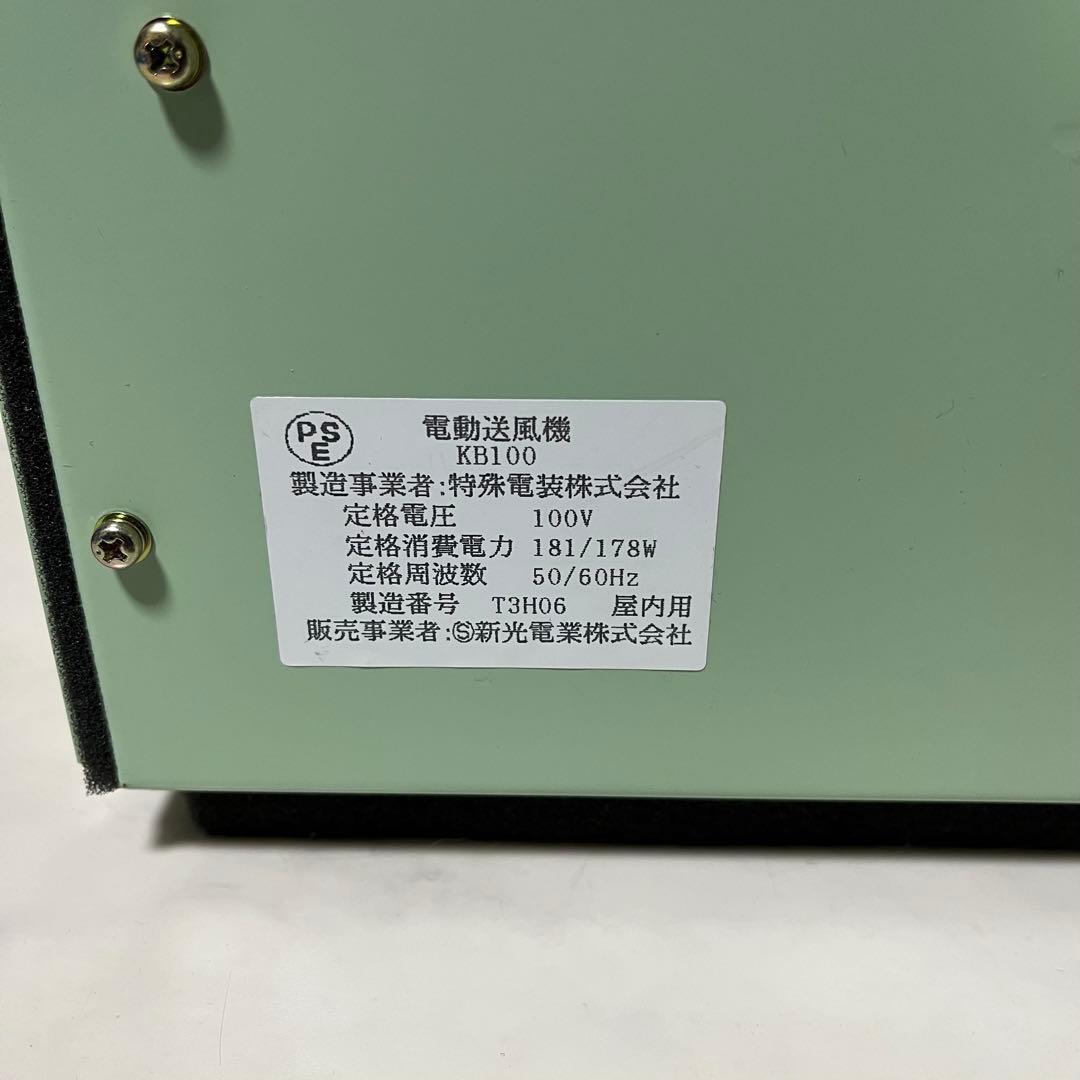 PSE
電動送風機
KB100
製造事業者:特殊電装株式会社
定格電圧 100V
定格消費電力 181/178W
定格周波数 50/60Hz
製造番号 T3H06 屋内用
販売事業者:Ⓢ新光電業株式会社